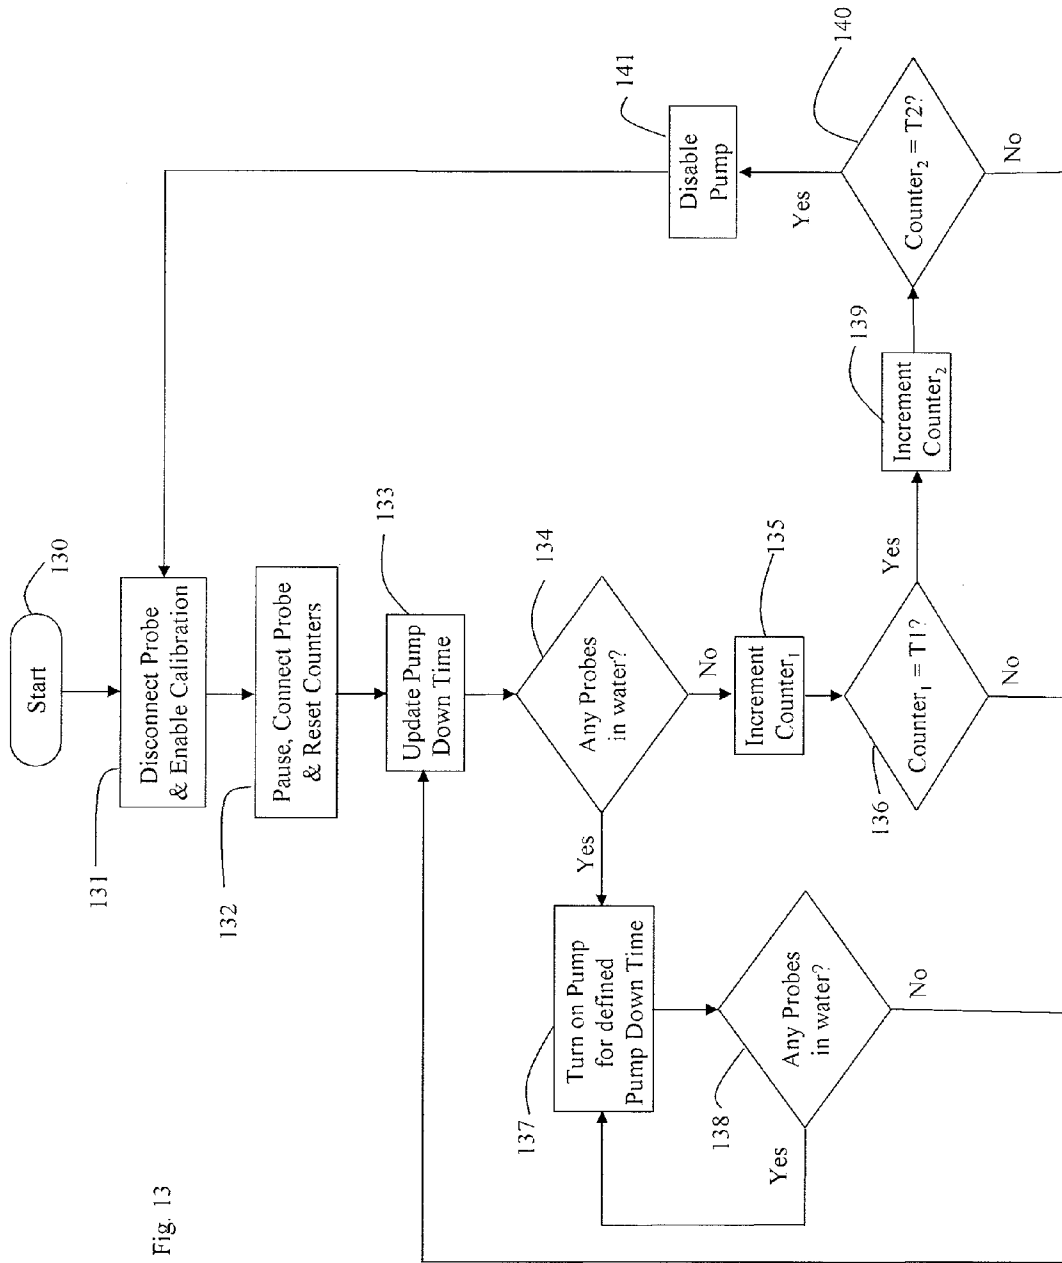 Fig. 13
Start
130
Disconnect Probe
& Enable Calibration
131
Pause, Connect Probe
& Reset Counters
132
Update Pump
Down Time
133
Any Probes
in water?
134
Yes
No
Turn on Pump
for defined
Pump Down Time
137
Any Probes
in water?
138
Yes
No
Increment
Counter₁
135
Counter₁ = T1?
136
Yes
No
Increment
Counter₂
139
Counter₂ = T2?
140
Yes
No
Disable
Pump
141